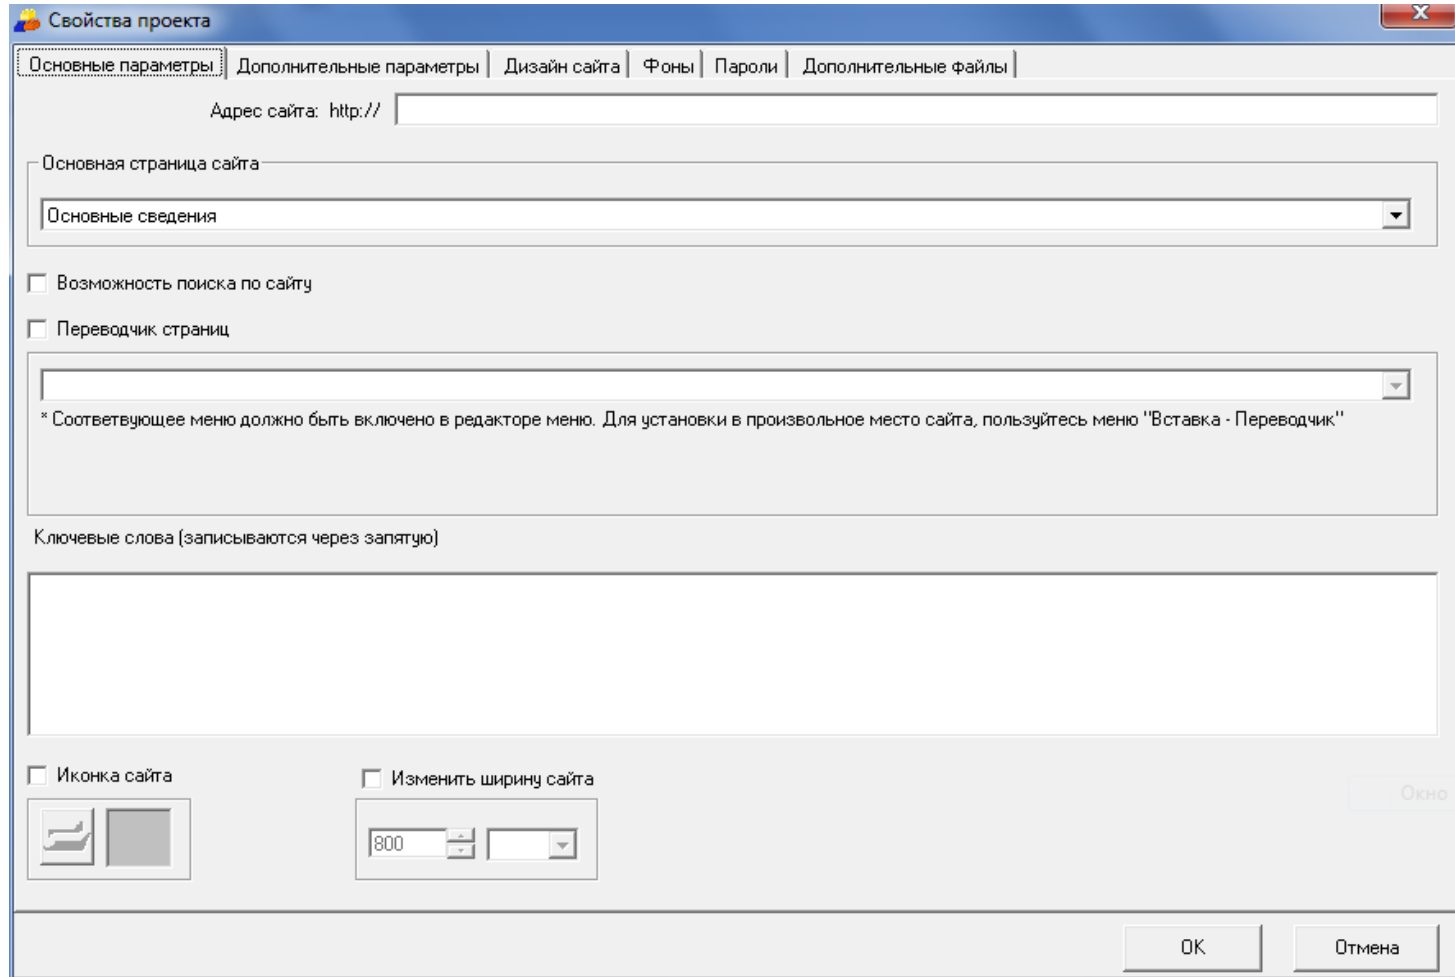 Свойства проекта
Основные параметры Дополнительные параметры Дизайн сайта Фоны Пароли Дополнительные файлы
Адрес сайта: http://
Основная страница сайта
Основные сведения
Возможность поиска по сайту
Переводчик страниц
* Соответвующее меню должно быть включено в редакторе меню. Для установки в произвольное место сайта, пользуйтесь меню "Вставка - Переводчик"
Ключевые слова (записываются через запятую)
Иконка сайта Изменить ширину сайта
Окно
800
OK Отмена